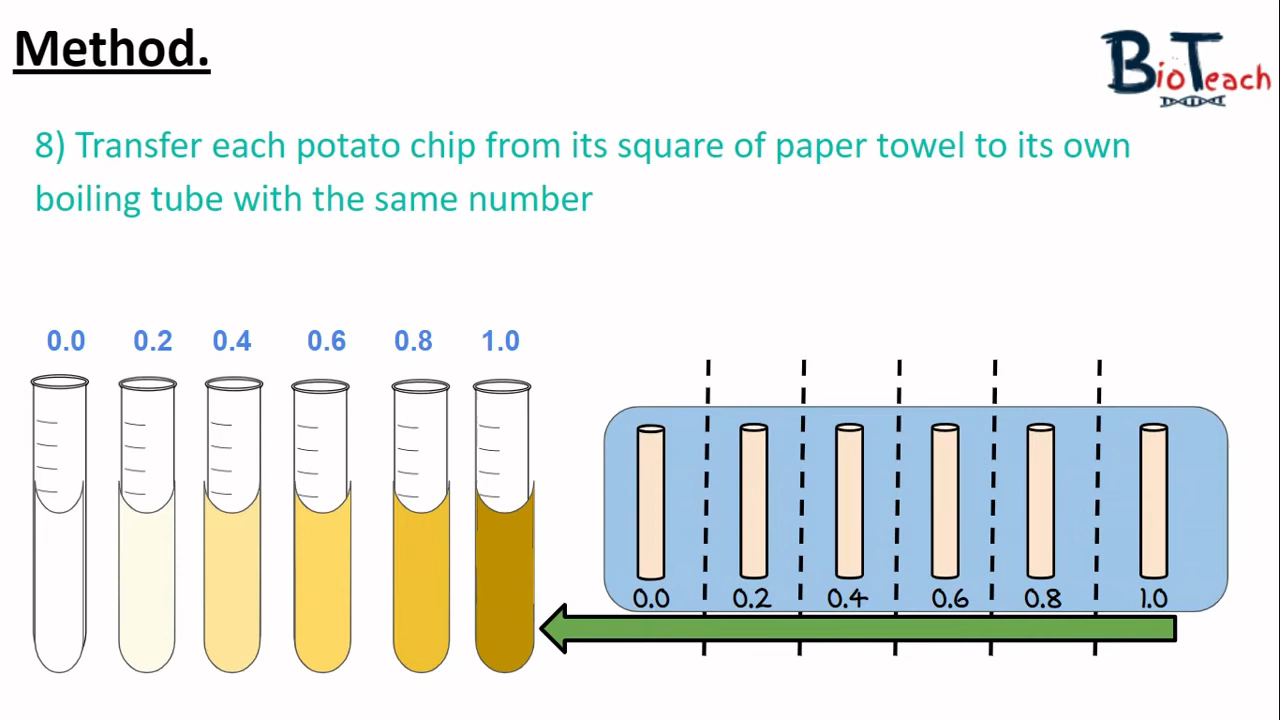 Method.
BioTeach
8) Transfer each potato chip from its square of paper towel to its own
boiling tube with the same number
0.0 0.2 0.4 0.6 0.8 1.0
0.0 0.2 0.4 0.6 0.8 1.0